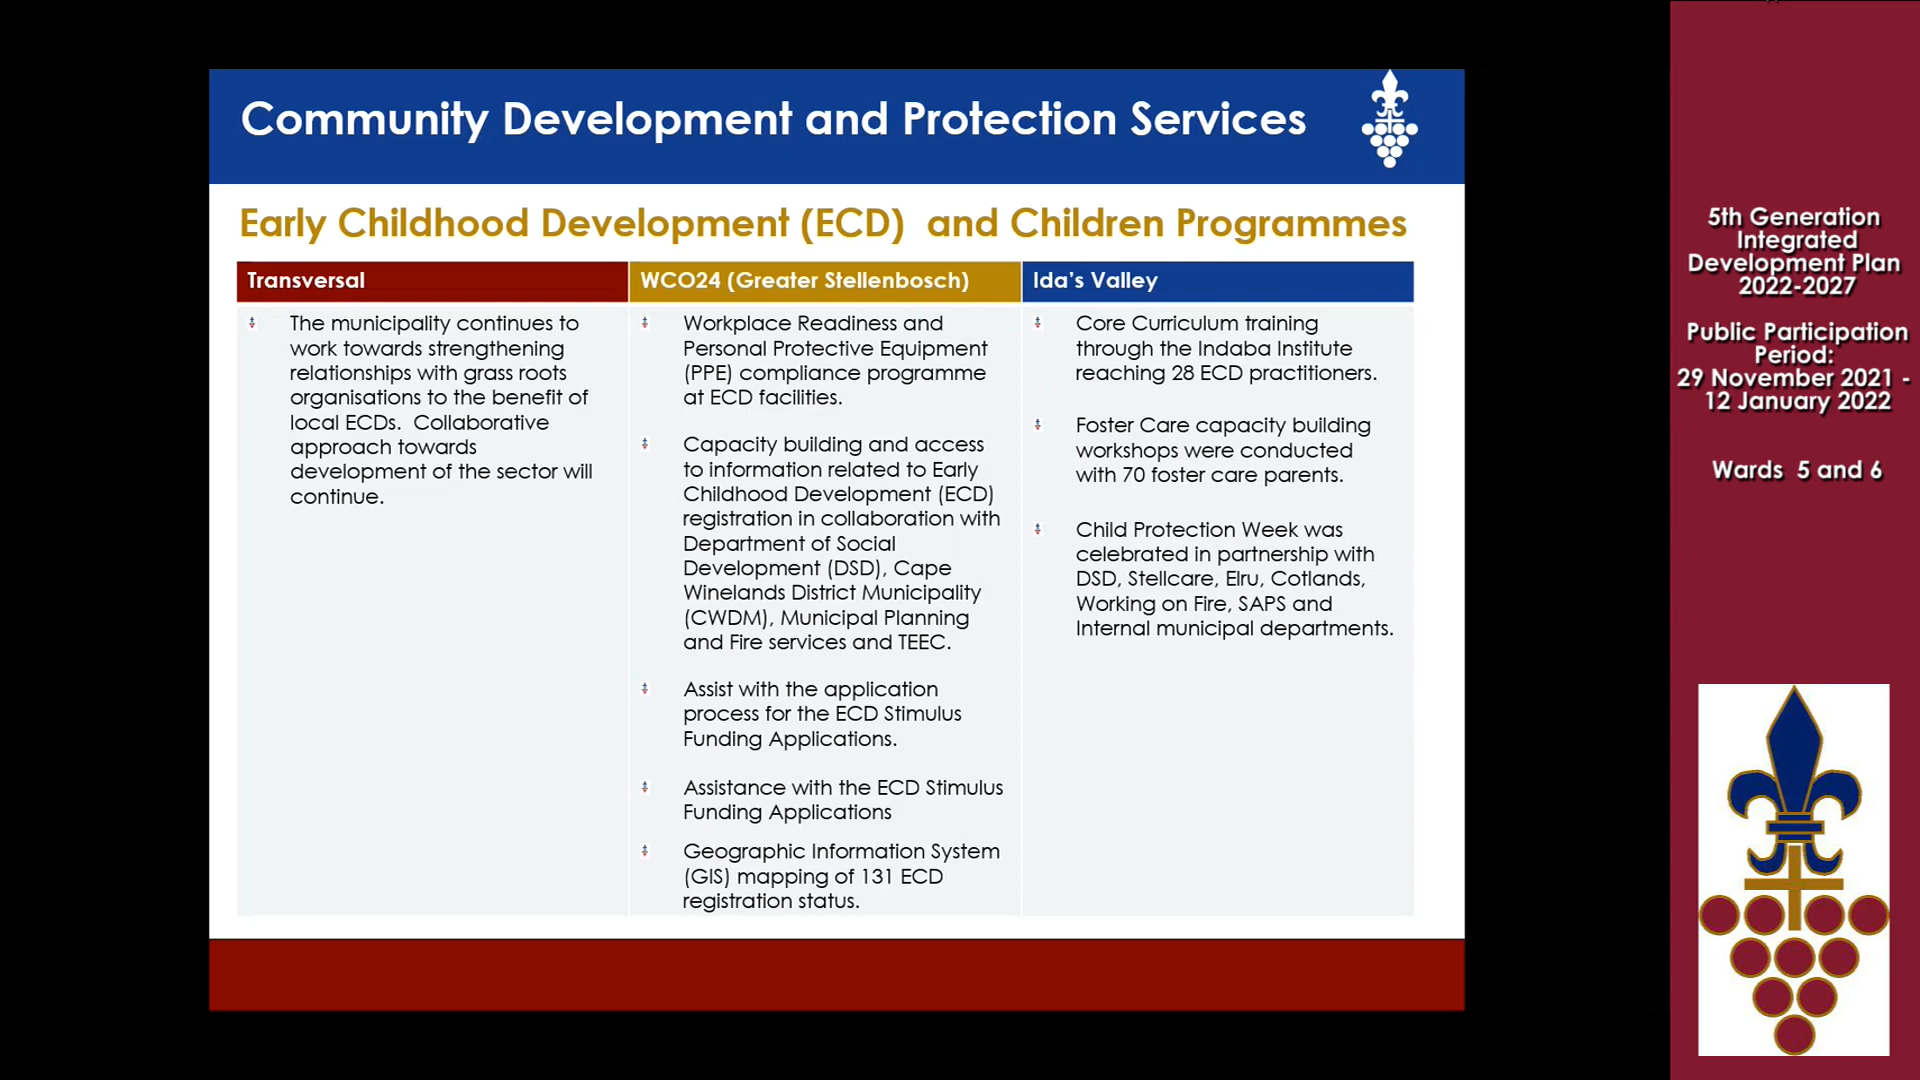 Community Development and Protection Services
Early Childhood Development (ECD)  and Children Programmes
Transversal
The municipality continues to
work towards strengthening
relationships with grass roots
organisations to the benefit of
local ECDs.  Collaborative
approach towards
development of the sector will
continue.
WCO24 (Greater Stellenbosch)
Workplace Readiness and
Personal Protective Equipment
(PPE) compliance programme
at ECD facilities.
Capacity building and access
to information related to Early
Childhood Development (ECD)
registration in collaboration with
Department of Social
Development (DSD), Cape
Winelands District Municipality
(CWDM), Municipal Planning
and Fire services and TEEC.
Assist with the application
process for the ECD Stimulus
Funding Applications.
Assistance with the ECD Stimulus
Funding Applications
Geographic Information System
(GIS) mapping of 131 ECD
registration status.
Ida's Valley
Core Curriculum training
through the Indaba Institute
reaching 28 ECD practitioners.
Foster Care capacity building
workshops were conducted
with 70 foster care parents.
Child Protection Week was
celebrated in partnership with
DSD, Stellcare, Elru, Cotlands,
Working on Fire, SAPS and
Internal municipal departments.
5th Generation
Integrated
Development Plan
2022-2027
Public Participation
Period:
29 November 2021 -
12 January 2022
Wards  5 and 6